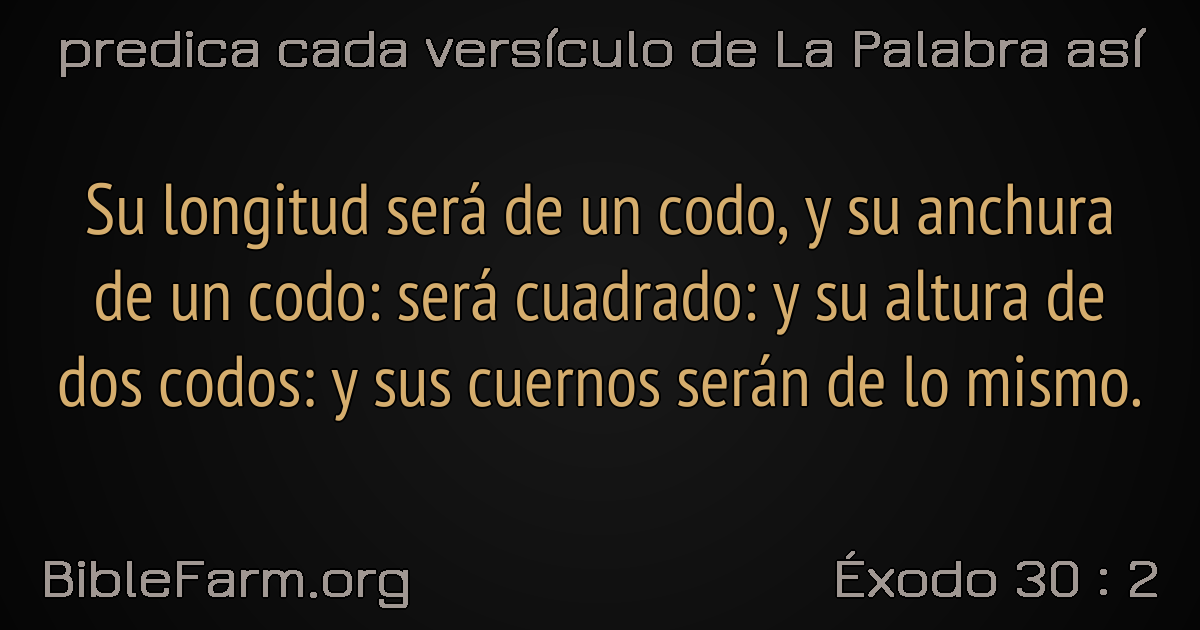 predica cada versículo de La Palabra así
Su longitud será de un codo, y su anchura
de un codo: será cuadrado: y su altura de
dos codos: y sus cuernos serán de lo mismo.
BibleFarm.org
Éxodo 30 : 2